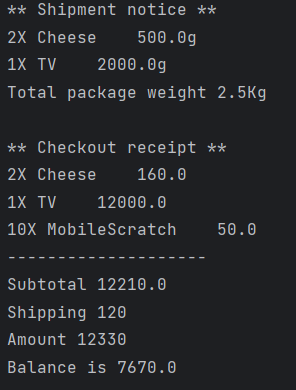 ** Shipment notice **
2X Cheese    500.0g
1X TV    2000.0g
Total package weight 2.5Kg

** Checkout receipt **
2X Cheese    160.0
1X TV    12000.0
10X MobileScratch    50.0
--------------------
Subtotal 12210.0
Shipping 120
Amount 12330
Balance is 7670.0